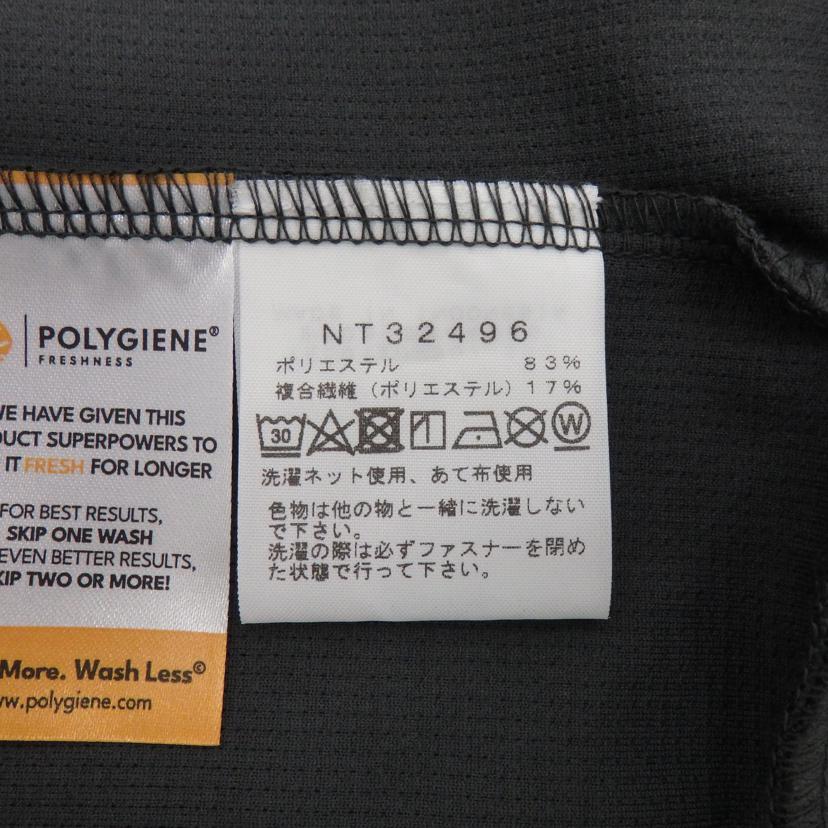 POLYGIENE®
FRESHNESS
WE HAVE GIVEN THIS
SUPERPOWERS TO
IT FRESH FOR LONGER
FOR BEST RESULTS,
SKIP ONE WASH
EVEN BETTER RESULTS,
SKIP TWO OR MORE!
More. Wash Less©
www.polygiene.com
NT32496
ポリエステル 83%
複合繊維(ポリエステル)17%
30 W
洗濯ネット使用、あて布使用
色物は他の物と一緒に洗濯しない
で下さい。
洗濯の際は必ずファスナーを閉め
た状態で行って下さい。